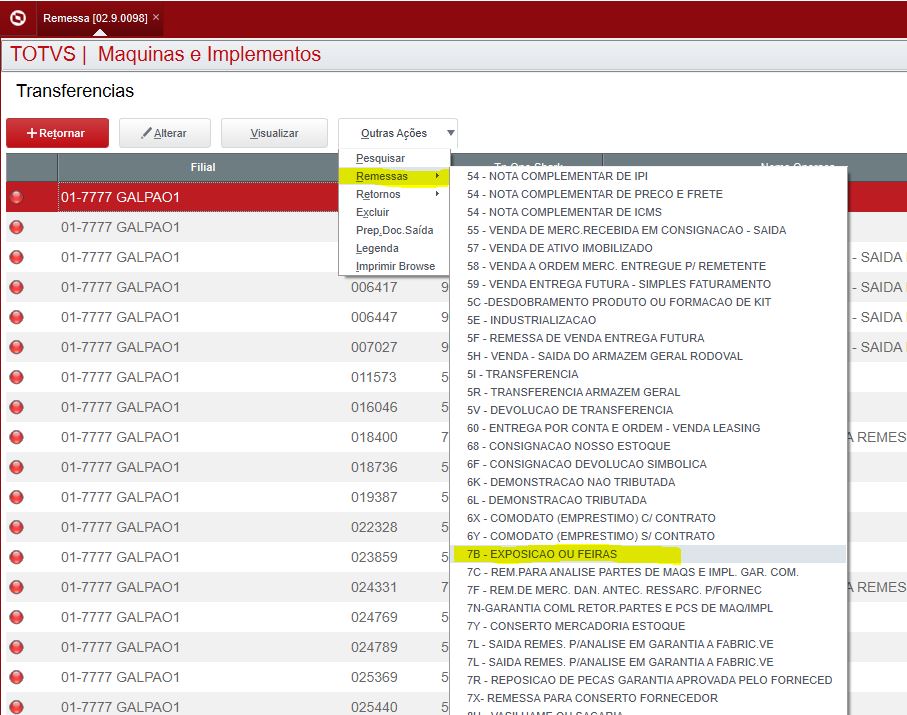 Remessa [02.9.0098] ×
TOTVS | Maquinas e Implementos
Transferencias
+ Retornar
Alterar
Visualizar
Outras Ações
Pesquisar
Remessas
Retornos
Excluir
Prep.Doc.Saída
Legenda
Imprimir Browse
Filial
01-7777 GALPAO1
01-7777 GALPAO1
01-7777 GALPAO1 - SAIDA
01-7777 GALPAO1 006417 9 - SAIDA
01-7777 GALPAO1 006447 9 - SAIDA
01-7777 GALPAO1 007027 9 - SAIDA
01-7777 GALPAO1 011573 5
01-7777 GALPAO1 016046 5
01-7777 GALPAO1 018400 7 A REMES
01-7777 GALPAO1 018736 5
01-7777 GALPAO1 019387 5
01-7777 GALPAO1 022328 5
01-7777 GALPAO1 023859 5
01-7777 GALPAO1 024331 7 A REMES
01-7777 GALPAO1 024769 5
01-7777 GALPAO1 024789 5
01-7777 GALPAO1 025369 5
01-7777 GALPAO1 025440 5
54 - NOTA COMPLEMENTAR DE IPI
54 - NOTA COMPLEMENTAR DE PRECO E FRETE
54 - NOTA COMPLEMENTAR DE ICMS
55 - VENDA DE MERC.RECEBIDA EM CONSIGNACAO - SAIDA
57 - VENDA DE ATIVO IMOBILIZADO
58 - VENDA A ORDEM MERC. ENTREGUE P/ REMETENTE
59 - VENDA ENTREGA FUTURA - SIMPLES FATURAMENTO
5C -DESDOBRAMENTO PRODUTO OU FORMACAO DE KIT
5E - INDUSTRIALIZACAO
5F - REMESSA DE VENDA ENTREGA FUTURA
5H - VENDA - SAIDA DO ARMAZEM GERAL RODOVAL
5I - TRANSFERENCIA
5R - TRANSFERENCIA ARMAZEM GERAL
5V - DEVOLUCAO DE TRANSFERENCIA
60 - ENTREGA POR CONTA E ORDEM - VENDA LEASING
68 - CONSIGNACAO NOSSO ESTOQUE
6F - CONSIGNACAO DEVOLUCAO SIMBOLICA
6K - DEMONSTRACAO NAO TRIBUTADA
6L - DEMONSTRACAO TRIBUTADA
6X - COMODATO (EMPRESTIMO) C/ CONTRATO
6Y - COMODATO (EMPRESTIMO) S/ CONTRATO
7B - EXPOSICAO OU FEIRAS
7C - REM.PARA ANALISE PARTES DE MAQS E IMPL. GAR. COM.
7F - REM.DE MERC. DAN. ANTEC. RESSARC. P/FORNEC
7N-GARANTIA COML RETOR.PARTES E PCS DE MAQ/IMPL
7Y - CONSERTO MERCADORIA ESTOQUE
7L - SAIDA REMES. P/ANALISE EM GARANTIA A FABRIC.VE
7L - SAIDA REMES. P/ANALISE EM GARANTIA A FABRIC.VE
7R - REPOSICAO DE PECAS GARANTIA APROVADA PELO FORNECED
7X- REMESSA PARA CONSERTO FORNECEDOR